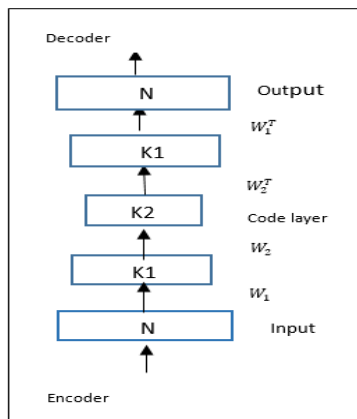 Decoder
N Output
W₁ᵀ
K1
W₂ᵀ
K2 Code layer
W₂
K1
W₁
N Input
Encoder